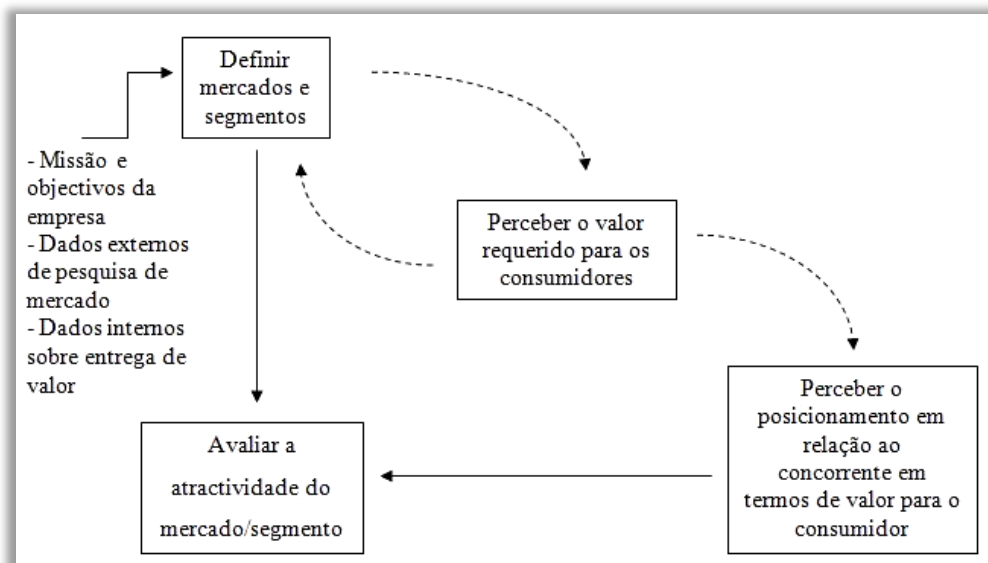 Definir
mercados e
segmentos
- Missão e
objectivos da
empresa
- Dados externos
de pesquisa de
mercado
- Dados internos
sobre entrega de
valor
Perceber o valor
requerido para os
consumidores
Perceber o
posicionamento em
relação ao
concorrente em
termos de valor para o
consumidor
Avaliar a
atractividade do
mercado/segmento